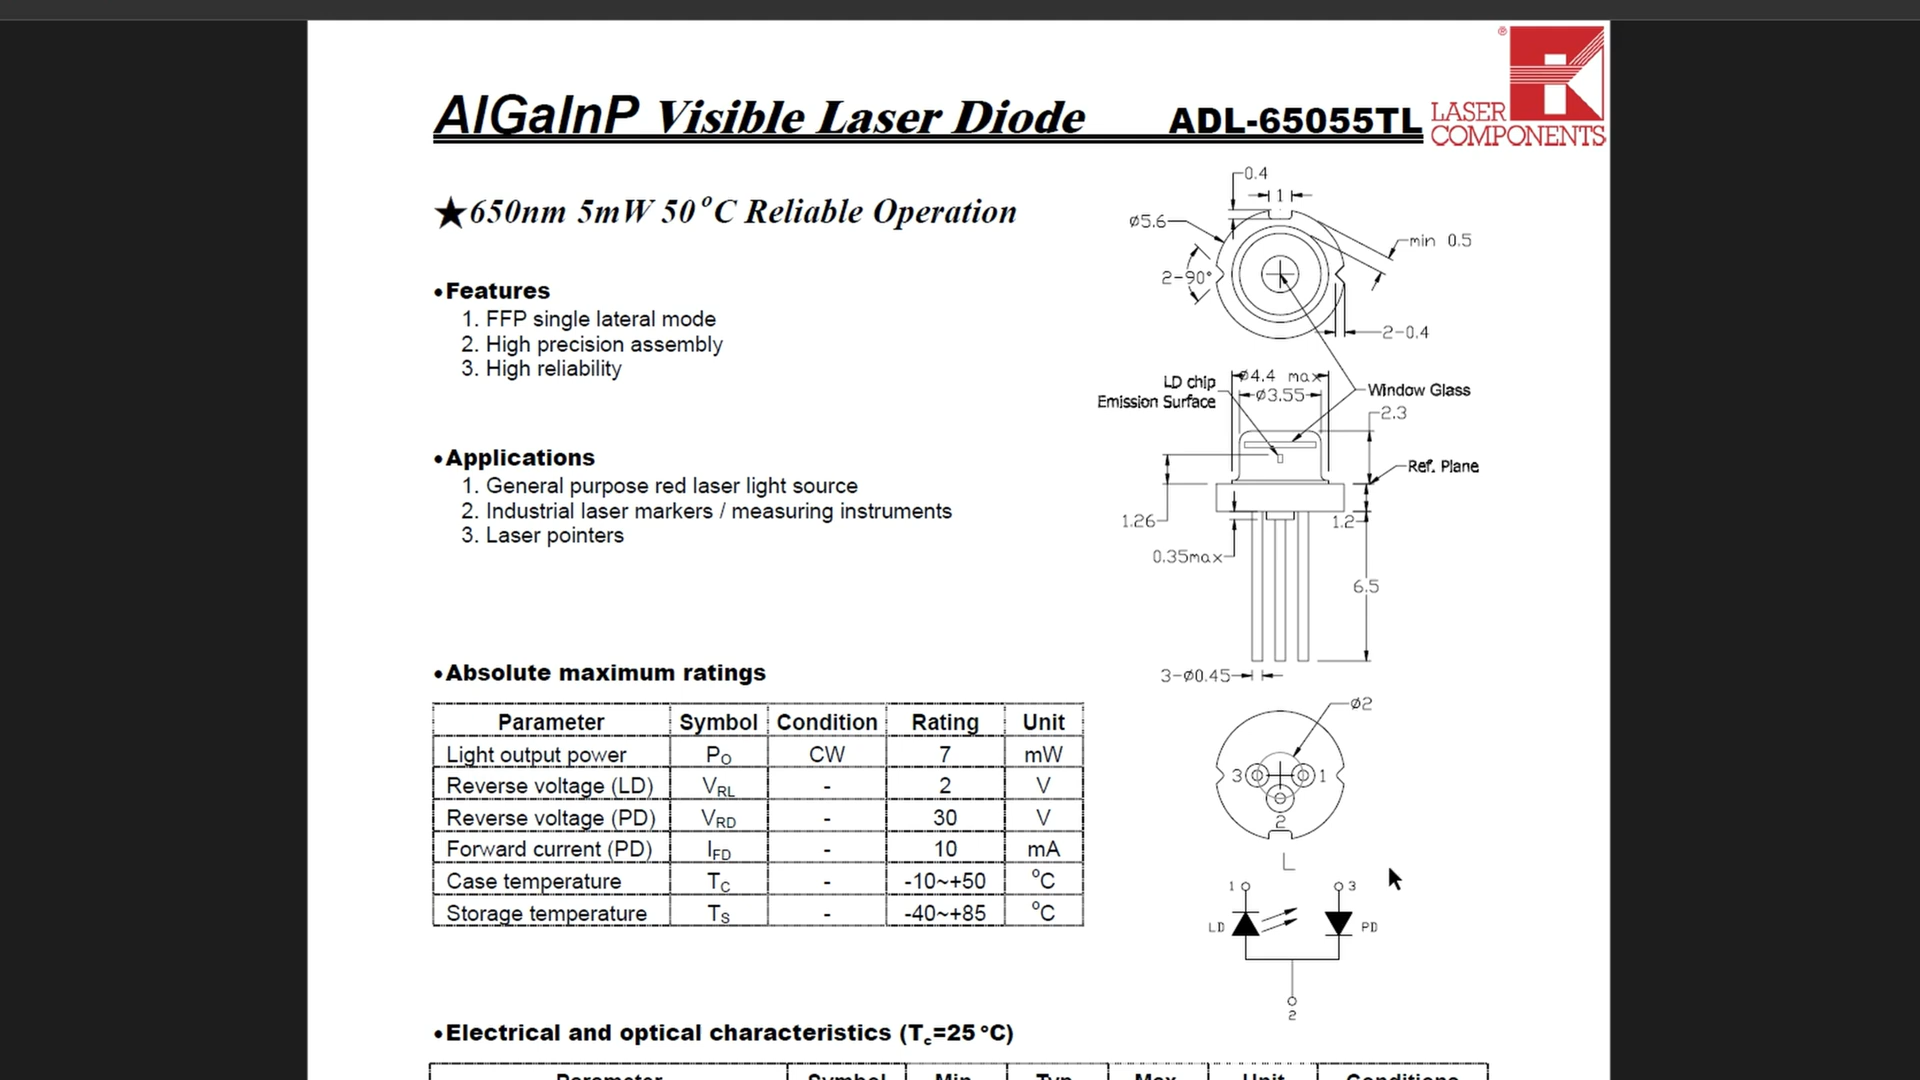 AlGaInP Visible Laser Diode ADL-65055TL
®
LASER
COMPONENTS
★650nm 5mW 50°C Reliable Operation
•Features
1. FFP single lateral mode
2. High precision assembly
3. High reliability
•Applications
1. General purpose red laser light source
2. Industrial laser markers / measuring instruments
3. Laser pointers
0.4
1
ø5.6
min 0.5
2-90°
2-0.4
LD chip
Emission Surface
ø4.4 max
ø3.55
Window Glass
2.3
Ref. Plane
1.26
1.2
0.35max
6.5
3-ø0.45
•Absolute maximum ratings
Parameter Symbol Condition Rating Unit
Light output power PO CW 7 mW
Reverse voltage (LD) VRL - 2 V
Reverse voltage (PD) VRD - 30 V
Forward current (PD) IFD - 10 mA
Case temperature TC - -10~+50 °C
Storage temperature TS - -40~+85 °C
ø2
3 1
2
L
1 3
LD PD
2
•Electrical and optical characteristics (Tc=25°C)
Parameter Symbol Min Typ Max Unit Conditions